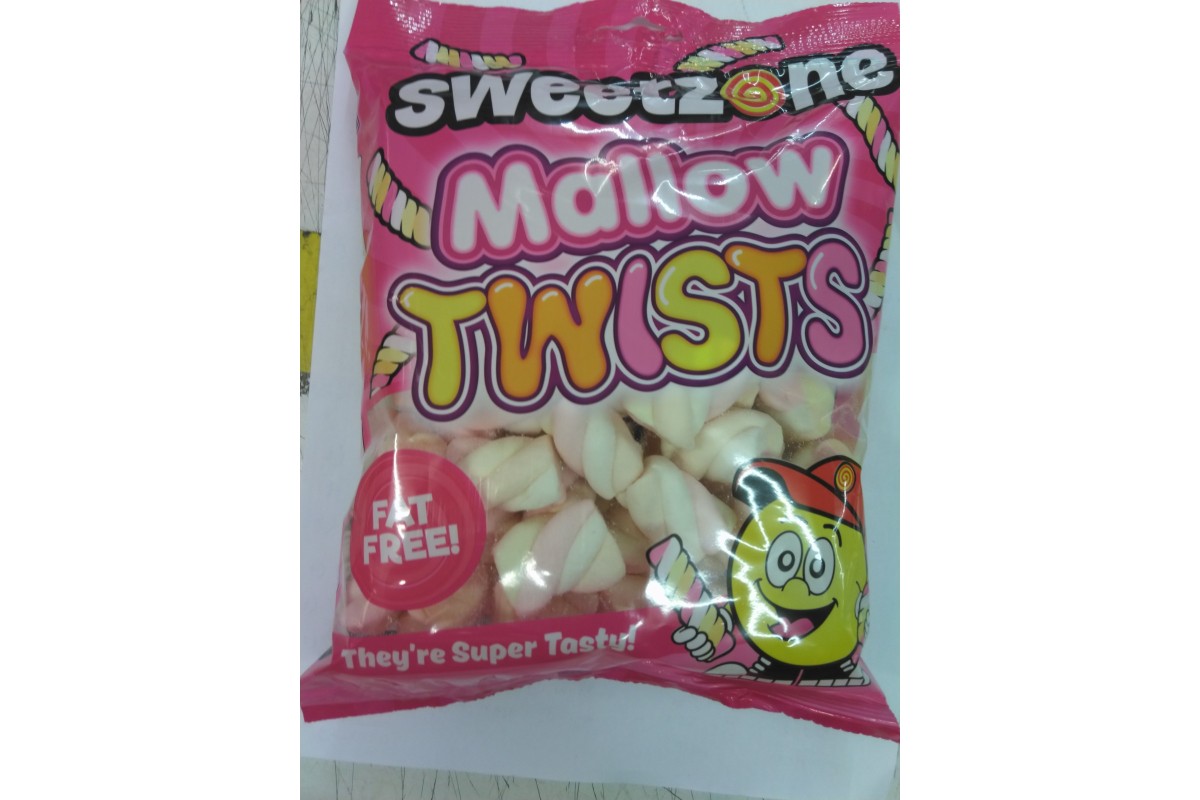 sweetzone
Mallow
TWISTS
FAT
FREE!
They're Super Tasty!